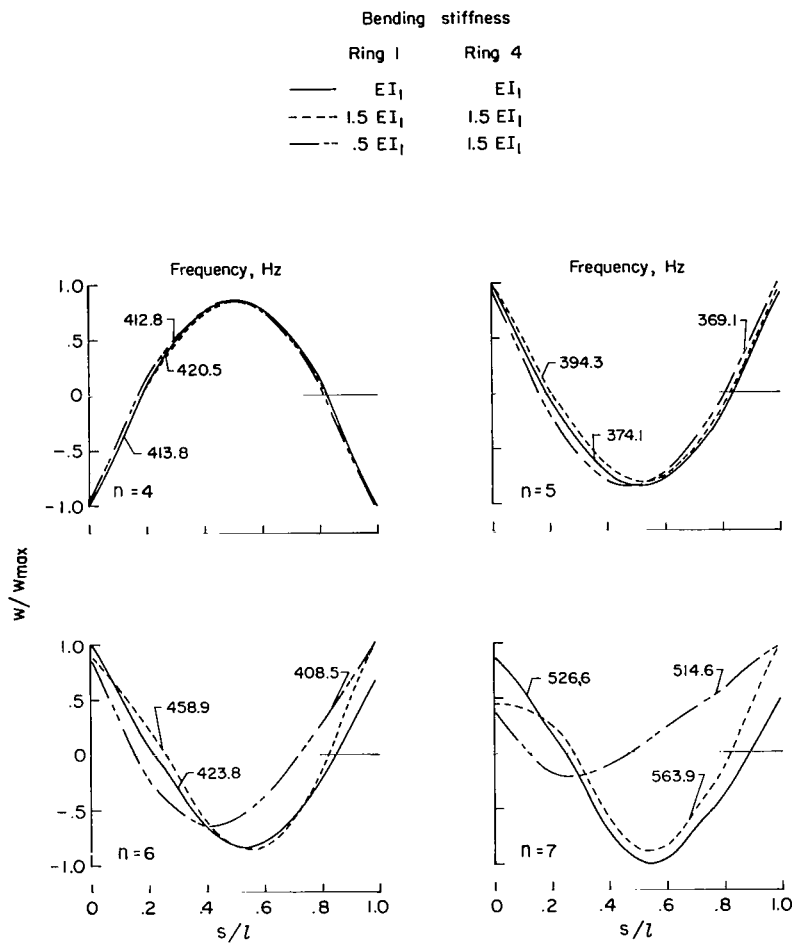 Bending stiffness
Ring 1 Ring 4
EI₁ EI₁
1.5 EI₁ 1.5 EI₁
.5 EI₁ 1.5 EI₁
Frequency, Hz
1.0
.5
0
-.5
-1.0
412.8
420.5
413.8
n = 4
Frequency, Hz
369.1
394.3
374.1
n=5
w/wmax
1.0
.6
0
-.5
-1.0
408.5
458.9
423.8
n=6
0 .2 .4 .6 .8 1.0
s/l
526,6
514.6
563.9
n=7
0 .2 .4 .6 .8 1.0
s/l